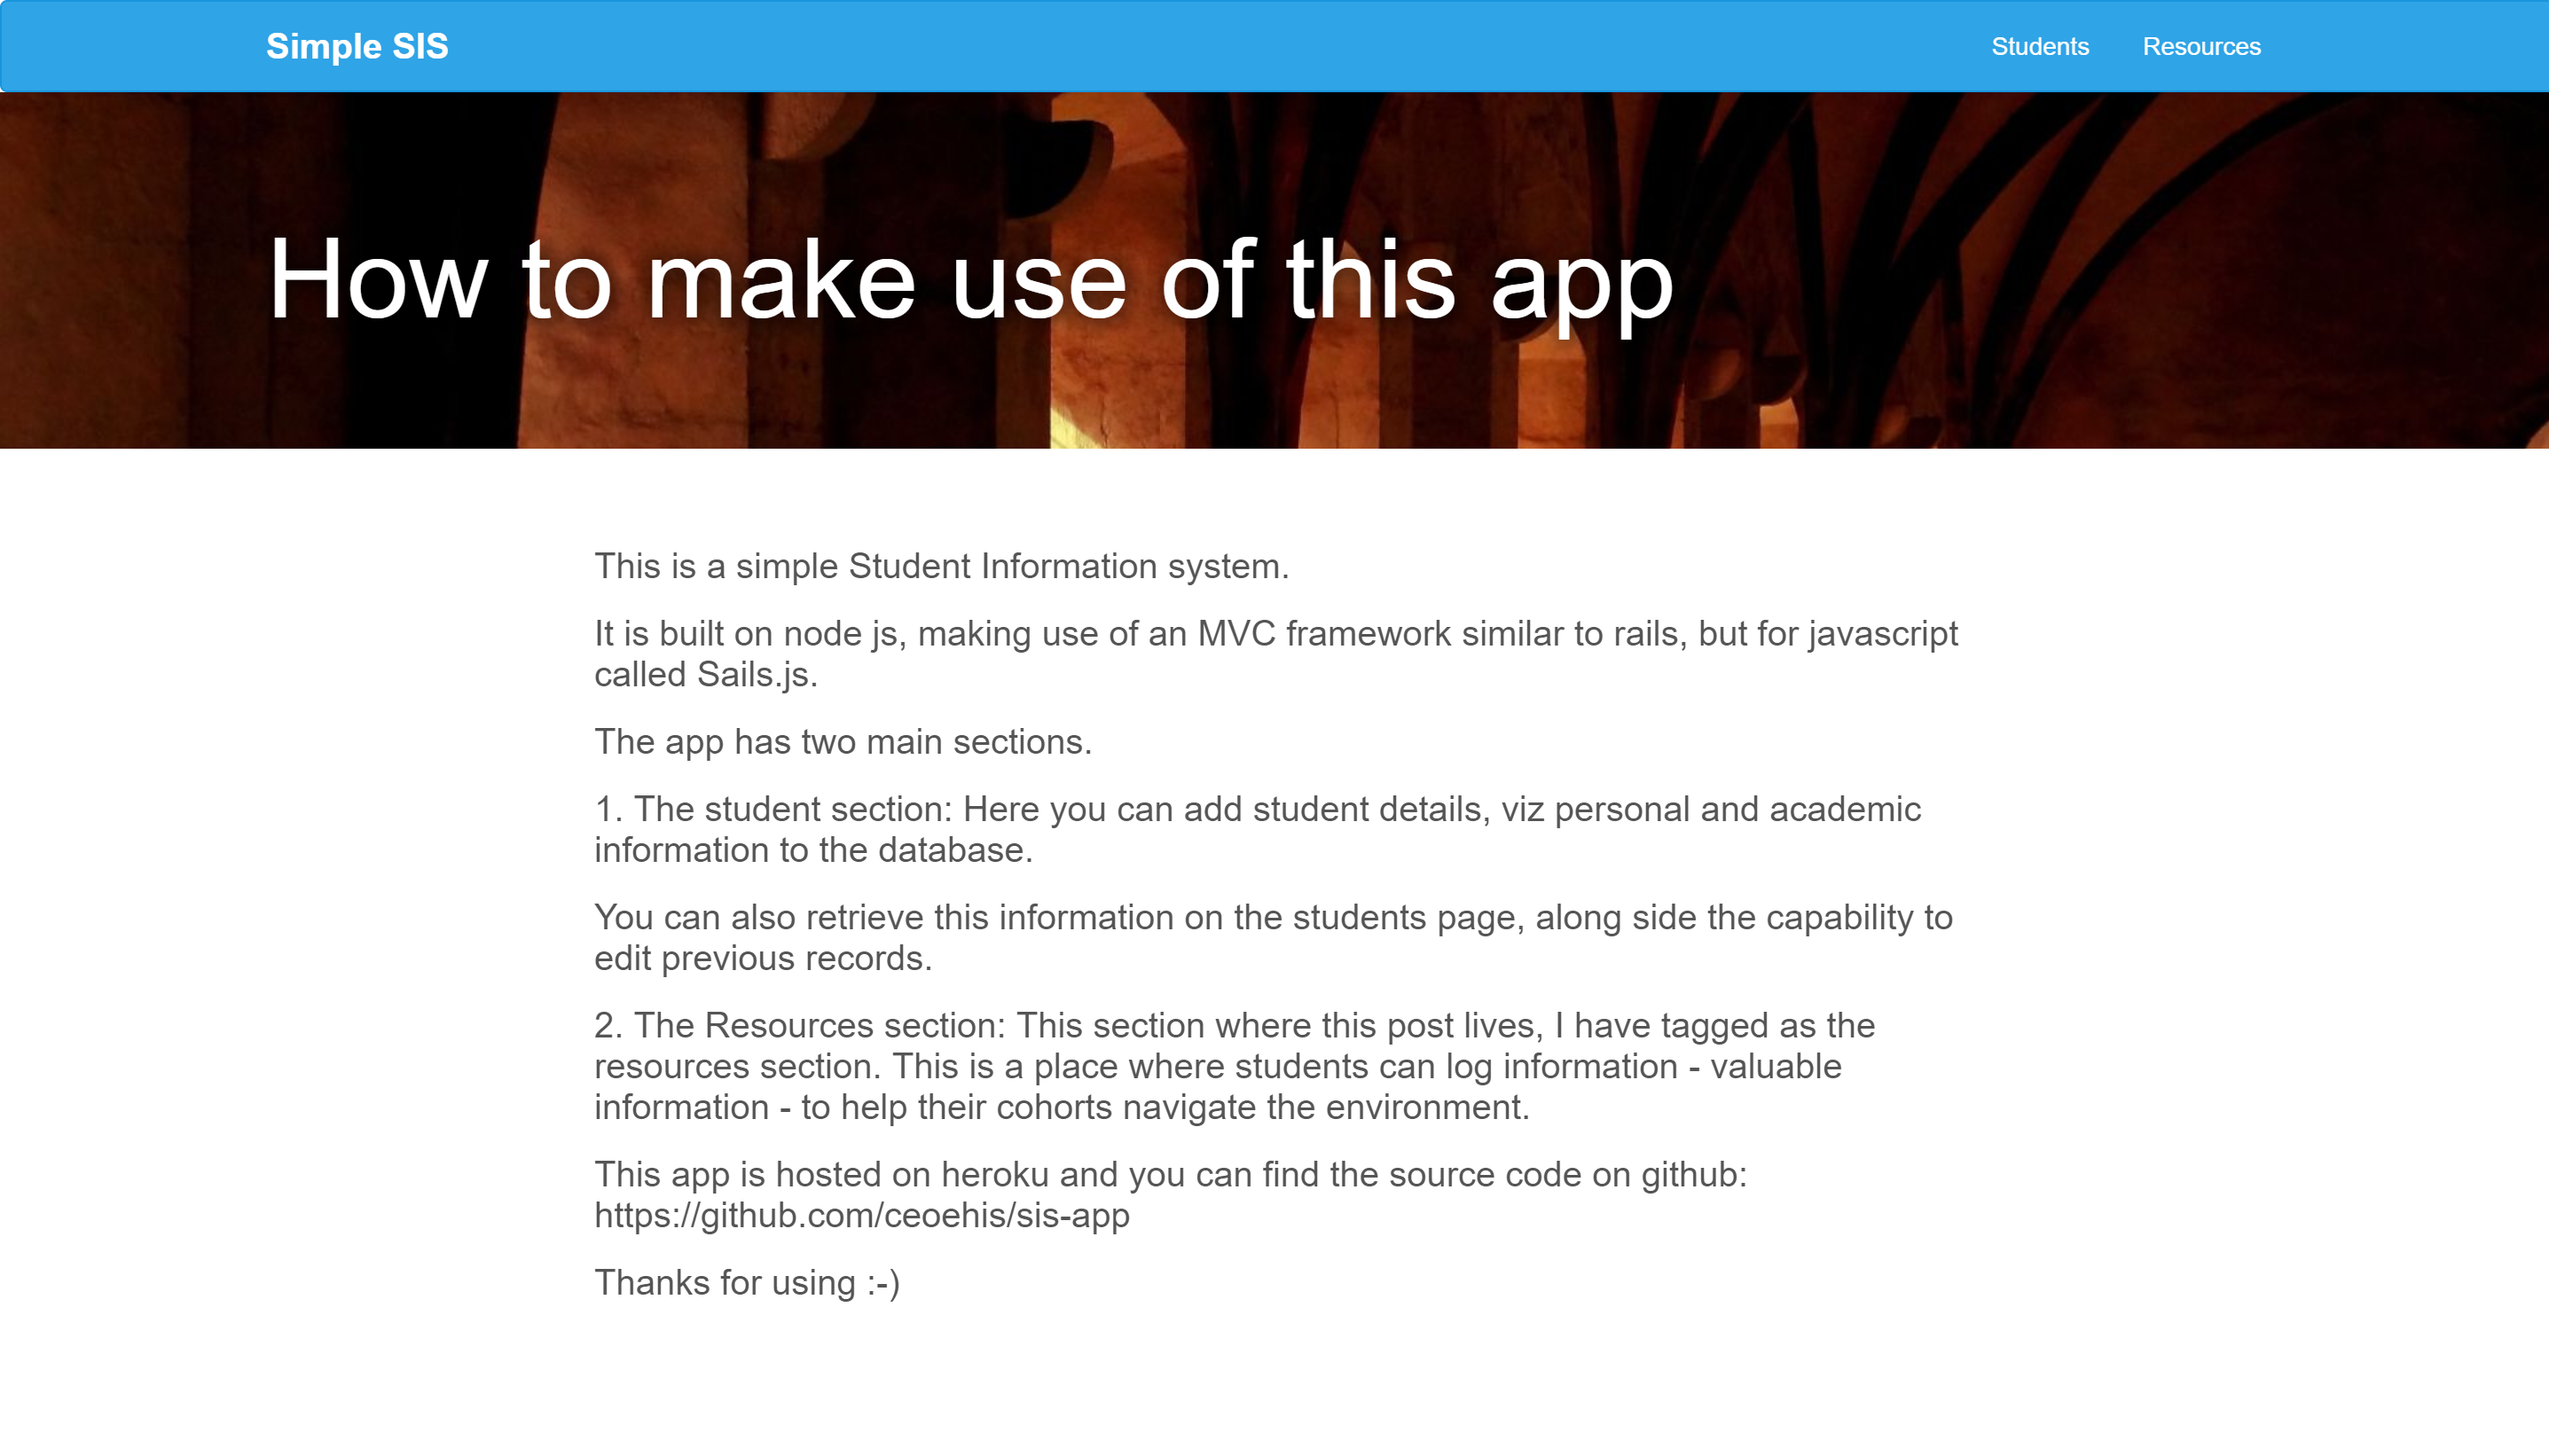 Simple SIS
Students
Resources
How to make use of this app
This is a simple Student Information system.
It is built on node js, making use of an MVC framework similar to rails, but for javascript
called Sails.js.
The app has two main sections.
1. The student section: Here you can add student details, viz personal and academic
information to the database.
You can also retrieve this information on the students page, along side the capability to
edit previous records.
2. The Resources section: This section where this post lives, I have tagged as the
resources section. This is a place where students can log information - valuable
information - to help their cohorts navigate the environment.
This app is hosted on heroku and you can find the source code on github:
https://github.com/ceoehis/sis-app
Thanks for using :-)